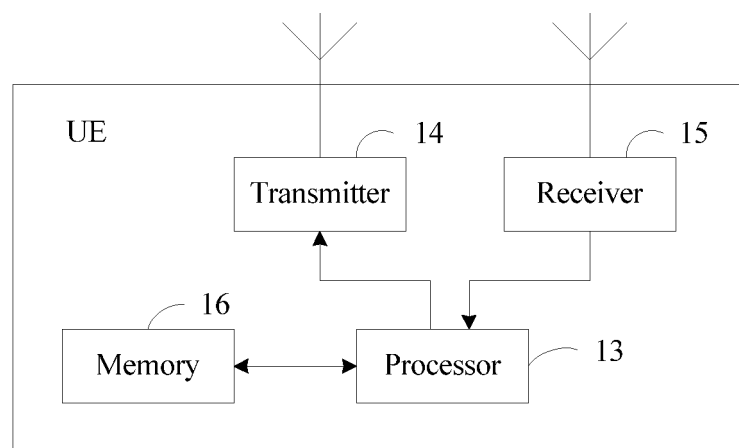 UE
14
15
Transmitter
Receiver
16
13
Memory
Processor